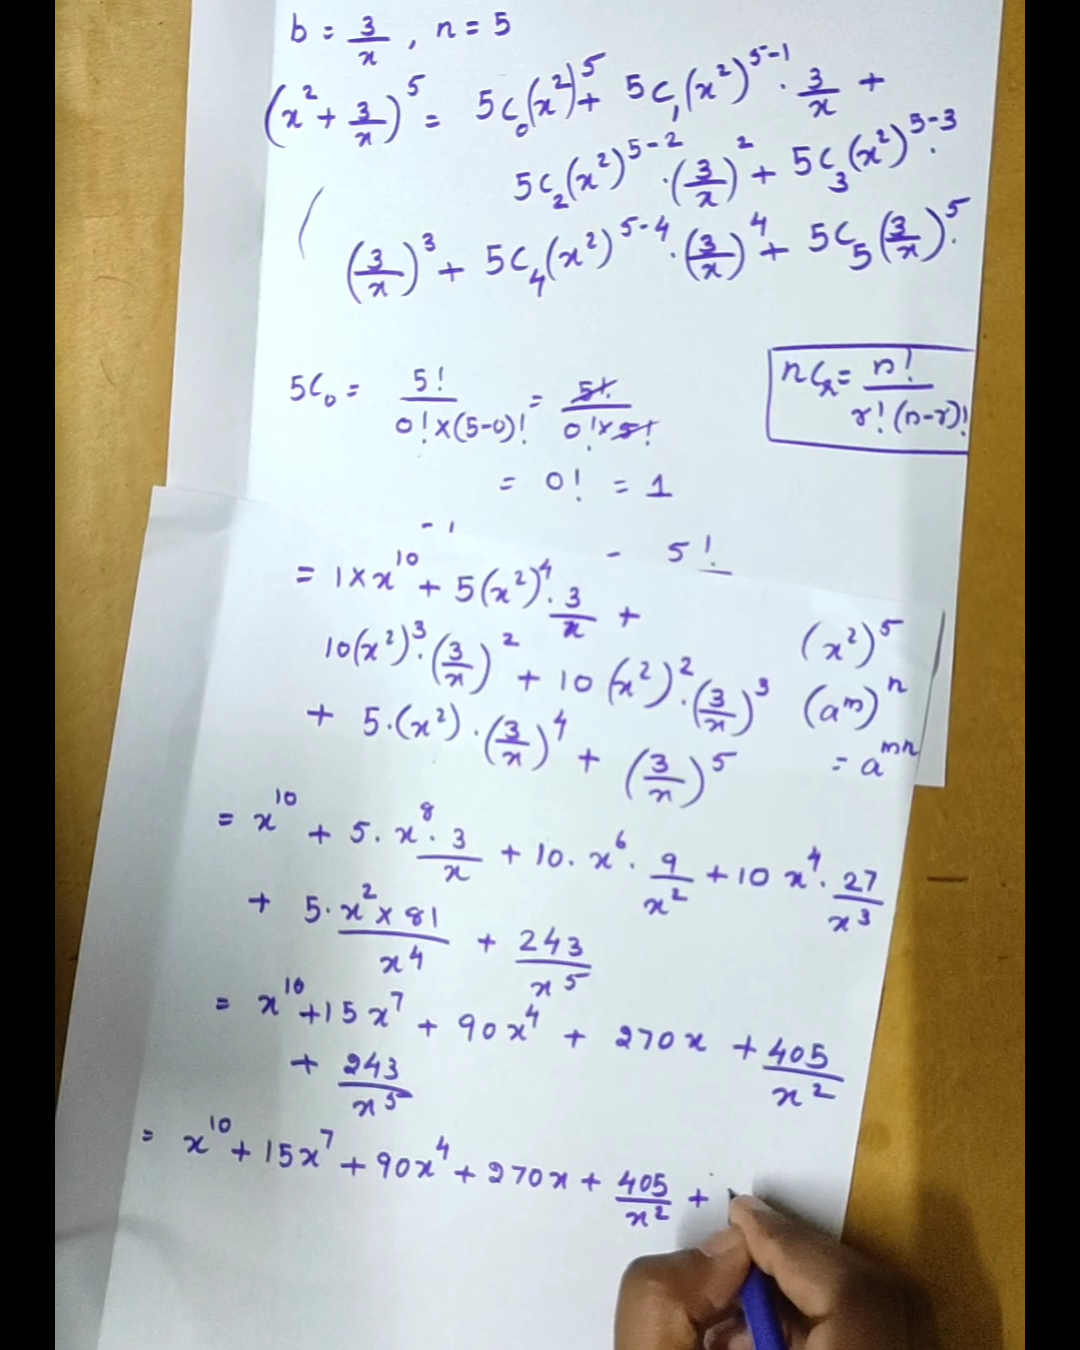 b = 3/x , n = 5
(x² + 3/x)⁵ = 5C₀(x²)⁵ + 5C₁(x²)⁵⁻¹ · 3/x +
5C₂(x²)⁵⁻² · (3/x)² + 5C₃(x²)⁵⁻³ ·
(3/x)³ + 5C₄(x²)⁵⁻⁴ · (3/x)⁴ + 5C₅(3/x)⁵ ·
5C₀ = 5!/0!×(5-0)! = 5!/0!×5!
nCᵣ = n!/r!(n-r)!
= 0! = 1
- 1
- 5!
= 1×x¹⁰ + 5(x²)⁴ · 3/x +
10(x²)³ · (3/x)² + 10(x²)² · (3/x)³
+ 5·(x²) · (3/x)⁴ + (3/x)⁵
(x²)⁵
(aᵐ)ⁿ
= aᵐⁿ
= x¹⁰ + 5·x⁸·3/x + 10·x⁶·9/x² + 10x⁴·27/x³
+ 5·x²×81/x⁴ + 243/x⁵
= x¹⁰ + 15x⁷ + 90x⁴ + 270x + 405/x²
+ 243/x⁵
= x¹⁰ + 15x⁷ + 90x⁴ + 270x + 405/x² +